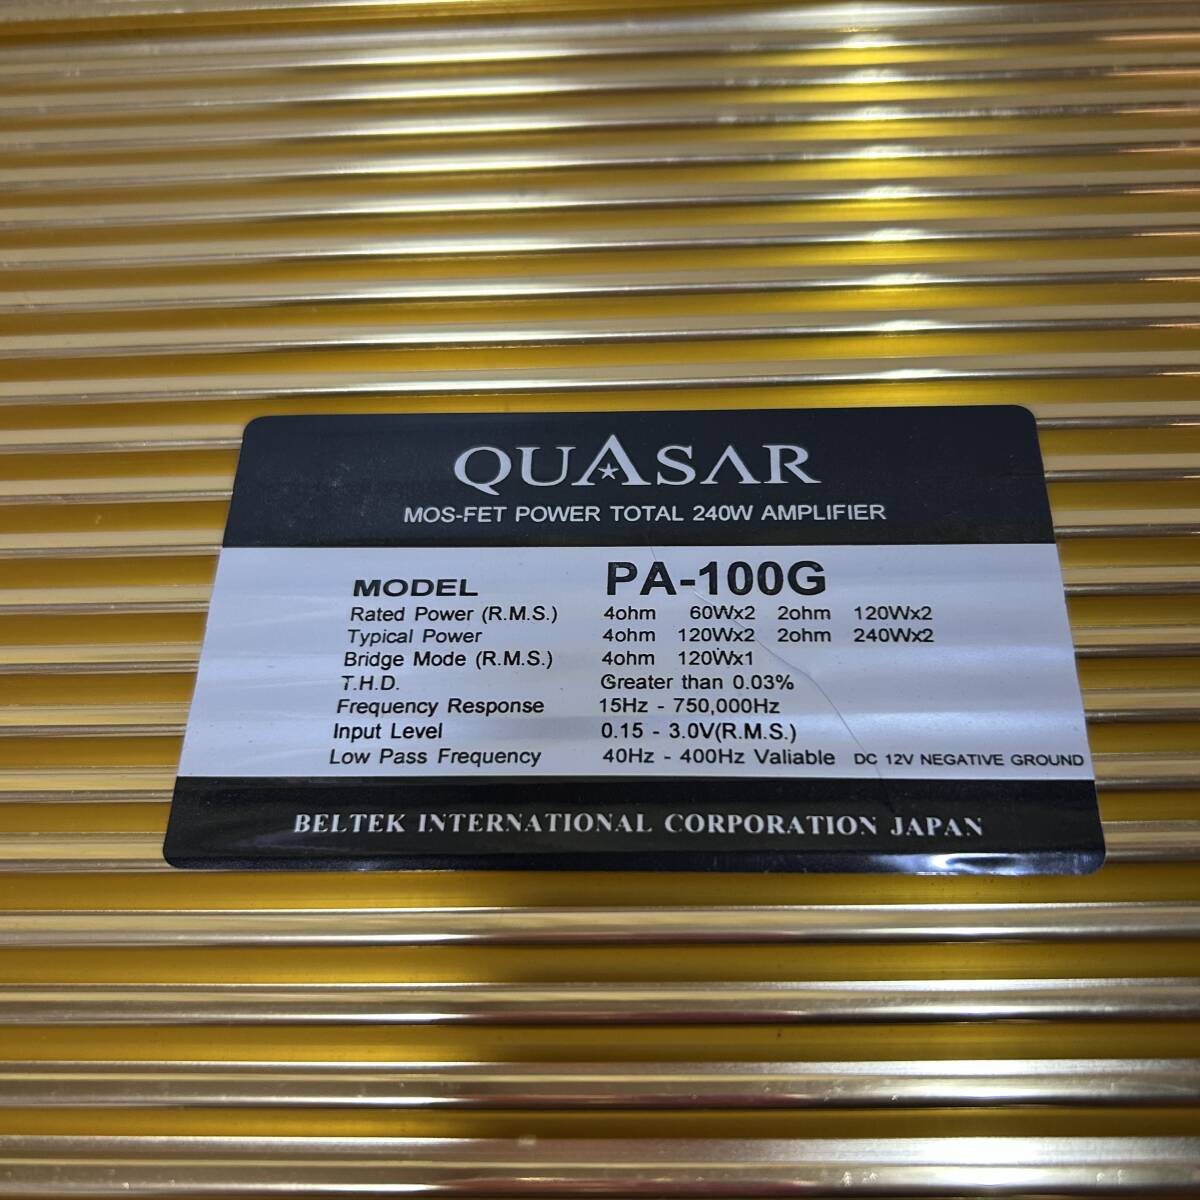 QUASAR
MOS-FET POWER TOTAL 240W AMPLIFIER
MODEL PA-100G
Rated Power (R.M.S.) 4ohm 60Wx2 2ohm 120Wx2
Typical Power 4ohm 120Wx2 2ohm 240Wx2
Bridge Mode (R.M.S.) 4ohm 120Wx1
T.H.D. Greater than 0.03%
Frequency Response 15Hz - 750,000Hz
Input Level 0.15 - 3.0V(R.M.S.)
Low Pass Frequency 40Hz - 400Hz Valiable DC 12V NEGATIVE GROUND
BELTEK INTERNATIONAL CORPORATION JAPAN